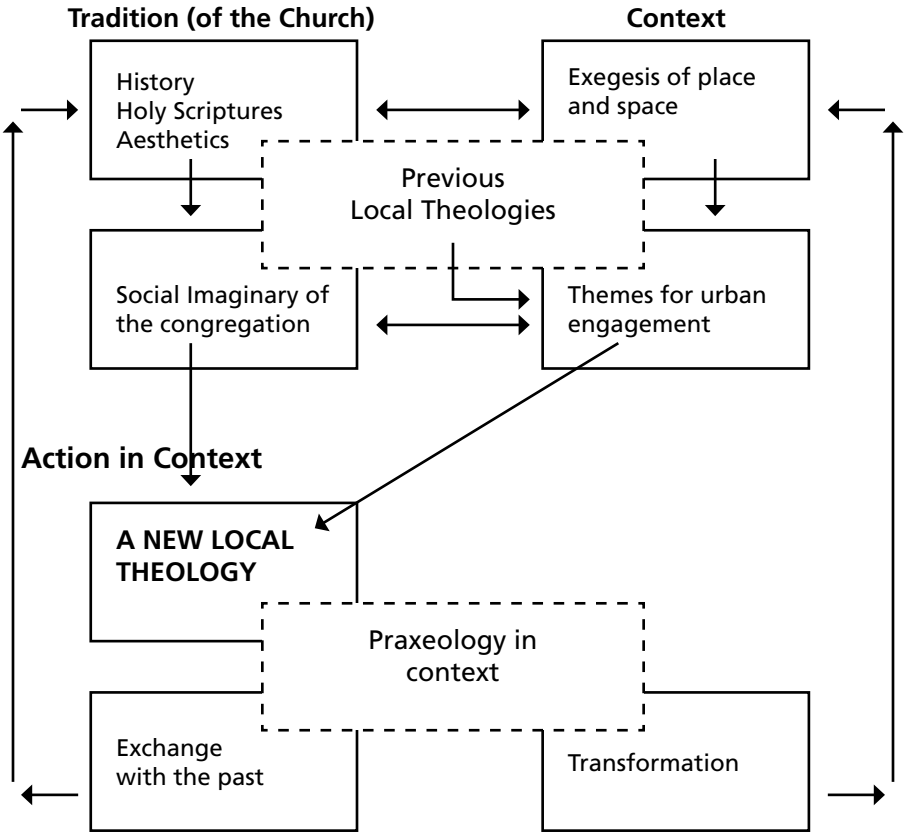 Tradition (of the Church)
Context
History
Holy Scriptures
Aesthetics
Exegesis of place
and space
Previous
Local Theologies
Social Imaginary of
the congregation
Themes for urban
engagement
Action in Context
A NEW LOCAL
THEOLOGY
Praxeology in
context
Exchange
with the past
Transformation